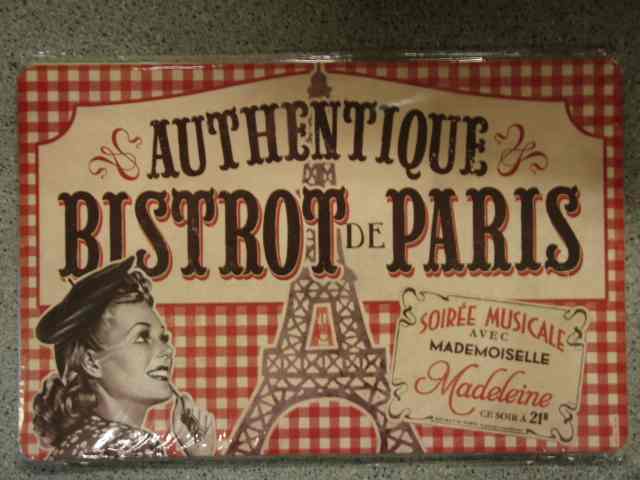 AUTHENTIQUE
BISTROT DE PARIS
SOIRÉE MUSICALE
AVEC
MADEMOISELLE
Madeleine
CE SOIR À 21H